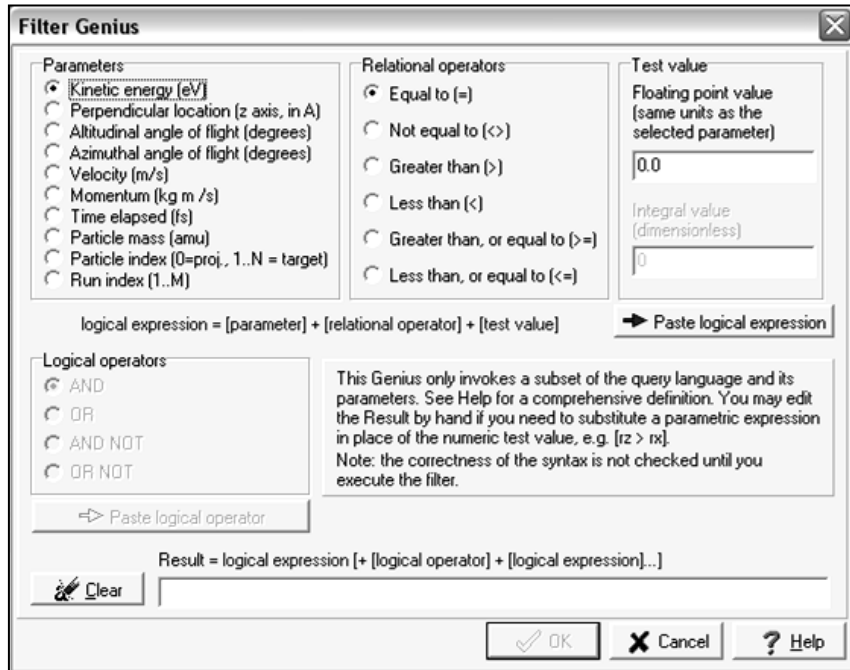 Filter Genius
Parameters
Kinetic energy (eV)
Perpendicular location (z axis, in A)
Altitudinal angle of flight (degrees)
Azimuthal angle of flight (degrees)
Velocity (m/s)
Momentum (kg m /s)
Time elapsed (fs)
Particle mass (amu)
Particle index (0=proj., 1..N = target)
Run index (1..M)
Relational operators
Equal to (=)
Not equal to (<>)
Greater than (>)
Less than (<)
Greater than, or equal to (>=)
Less than, or equal to (<=)
Test value
Floating point value
(same units as the
selected parameter)
0.0
Integral value
(dimensionless)
0
logical expression = [parameter] + [relational operator] + [test value]
Paste logical expression
Logical operators
AND
OR
AND NOT
OR NOT
Paste logical operator
This Genius only invokes a subset of the query language and its
parameters. See Help for a comprehensive definition. You may edit
the Result by hand if you need to substitute a parametric expression
in place of the numeric test value, e.g. [rz > rx].
Note: the correctness of the syntax is not checked until you
execute the filter.
Result = logical expression [+ [logical operator] + [logical expression]...]
Clear
OK
Cancel
Help